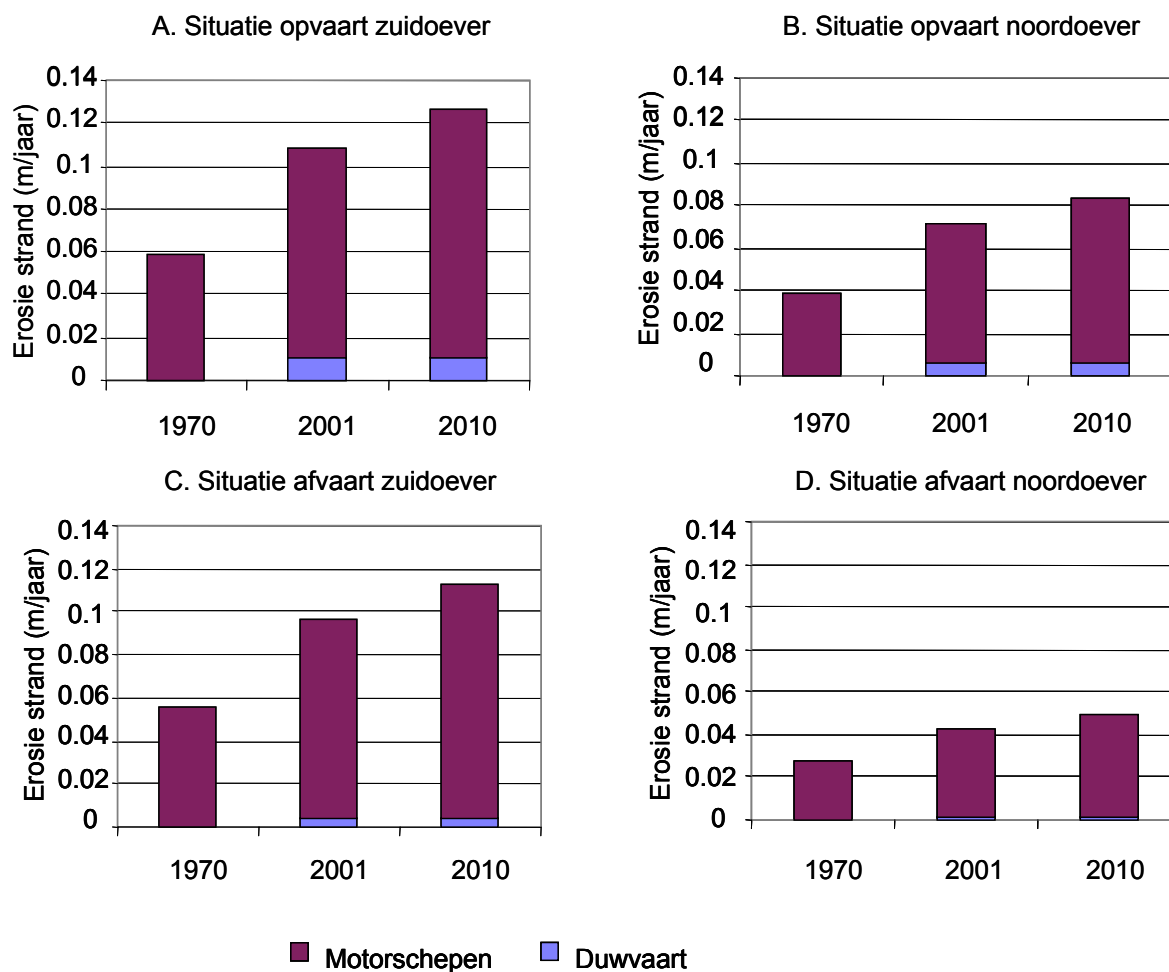 A. Situatie opvaart zuidoever
Erosie strand (m/jaar)
0.14
0.12
0.1
0.08
0.06
0.04
0.02
0
1970 2001 2010
B. Situatie opvaart noordoever
Erosie strand (m/jaar)
0.14
0.12
0.1
0.08
0.06
0.04
0.02
0
1970 2001 2010
C. Situatie afvaart zuidoever
Erosie strand (m/jaar)
0.14
0.12
0.1
0.08
0.06
0.04
0.02
0
1970 2001 2010
D. Situatie afvaart noordoever
Erosie strand (m/jaar)
0.14
0.12
0.1
0.08
0.06
0.04
0.02
0
1970 2001 2010
Motorschepen Duwvaart